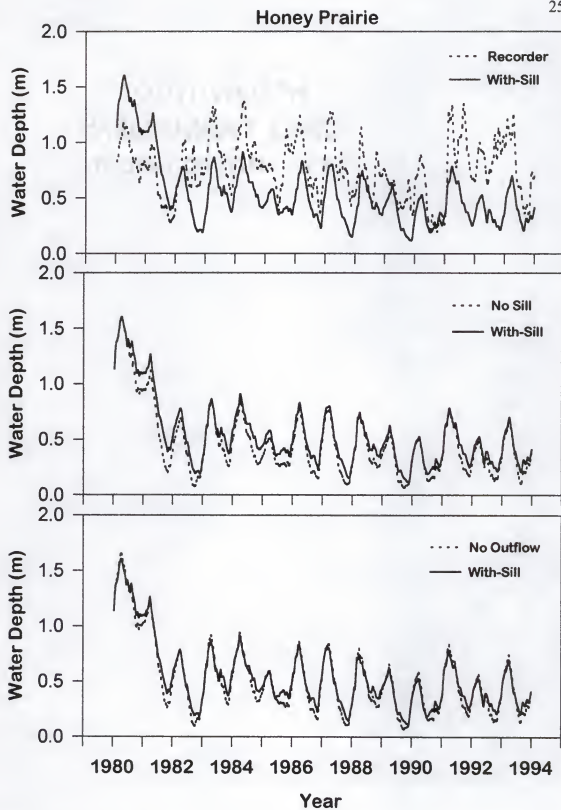 25
Honey Prairie
2.0
1.5
1.0
0.5
0.0
Water Depth (m)
Recorder
With-Sill
2.0
1.5
1.0
0.5
0.0
Water Depth (m)
No Sill
With-Sill
2.0
1.5
1.0
0.5
0.0
Water Depth (m)
No Outflow
With-Sill
1980 1982 1984 1986 1988 1990 1992 1994
Year